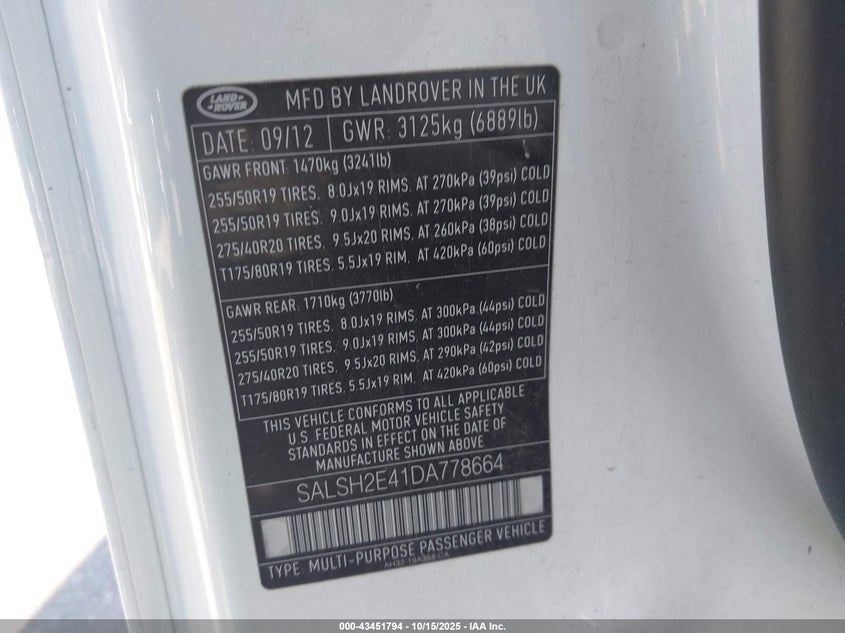 LAND ROVER
MFD BY LANDROVER IN THE UK
DATE: 09/12 GWR: 3125kg (6889lb)
GAWR FRONT: 1470kg (3241lb)
255/50R19 TIRES, 8.0Jx19 RIMS, AT 270kPa (39psi) COLD
255/50R19 TIRES, 9.0Jx19 RIMS, AT 270kPa (39psi) COLD
275/40R20 TIRES, 9.5Jx20 RIMS, AT 260kPa (38psi) COLD
T175/80R19 TIRES, 5.5Jx19 RIM, AT 420kPa (60psi) COLD
GAWR REAR: 1710kg (3770lb)
255/50R19 TIRES, 8.0Jx19 RIMS, AT 300kPa (44psi) COLD
255/50R19 TIRES, 9.0Jx19 RIMS, AT 300kPa (44psi) COLD
275/40R20 TIRES, 9.5Jx20 RIMS, AT 290kPa (42psi) COLD
T175/80R19 TIRES, 5.5Jx19 RIM, AT 420kPa (60psi) COLD
THIS VEHICLE CONFORMS TO ALL APPLICABLE
U.S. FEDERAL MOTOR VEHICLE SAFETY
STANDARDS IN EFFECT ON THE DATE OF
MANUFACTURE SHOWN ABOVE
SALSH2E41DA778664
TYPE: MULTI-PURPOSE PASSENGER VEHICLE
AH32-19A354-CA
000-43451794 - 10/15/2025 - IAA Inc.